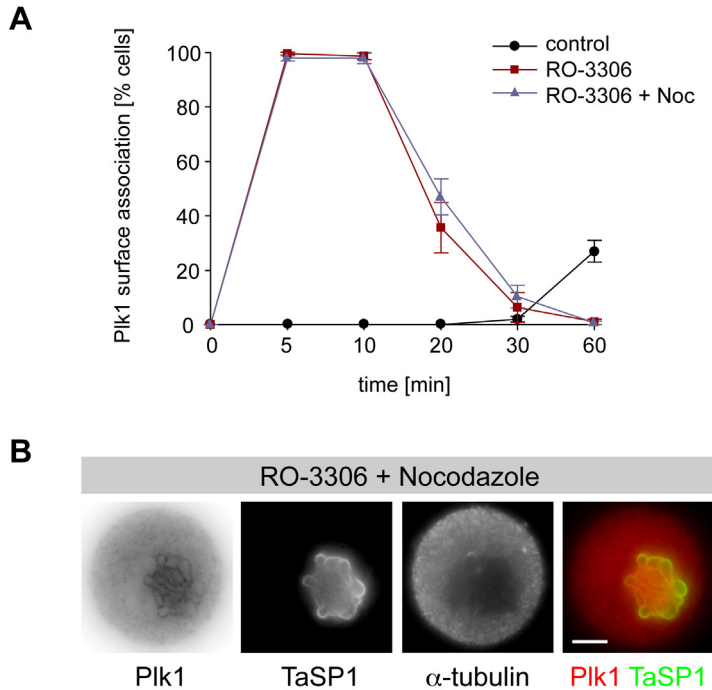 A
Plk1 surface association [% cells]
100
80
60
40
20
0
0 5 10 20 30 60
time [min]
control
RO-3306
RO-3306 + Noc
B
RO-3306 + Nocodazole
Plk1 TaSP1 α-tubulin Plk1 TaSP1